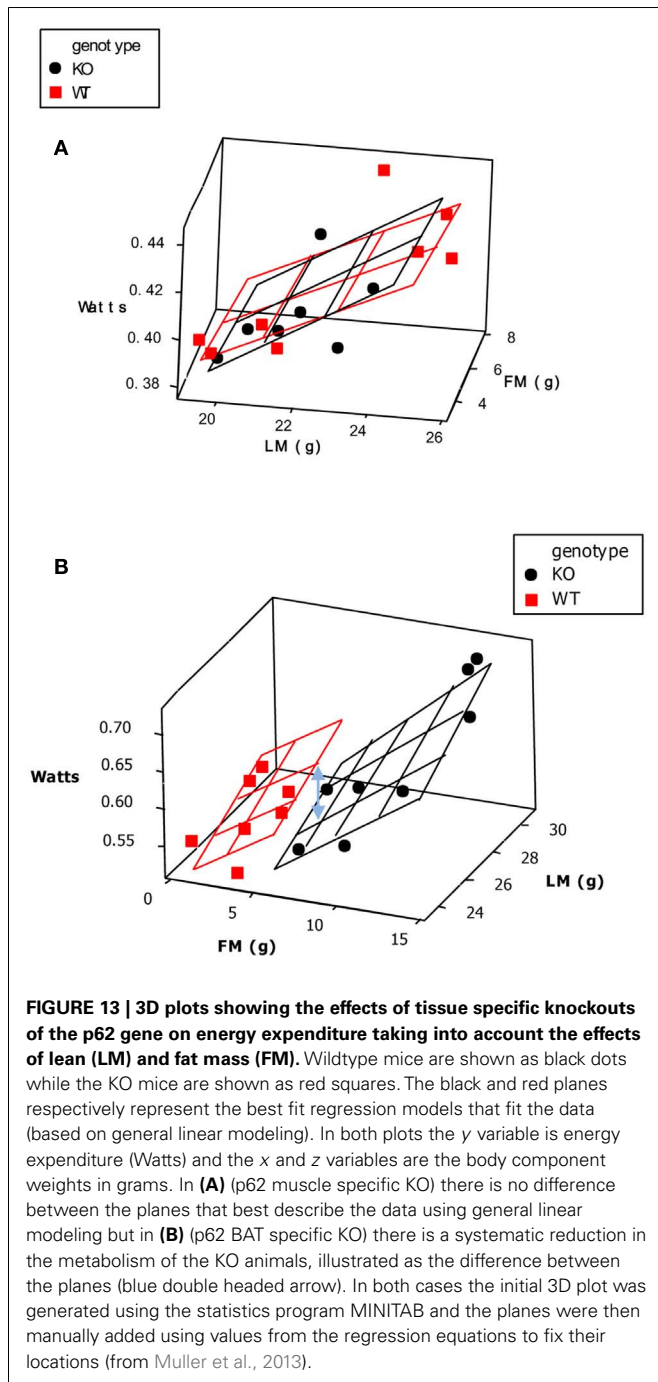 genotype
KO
WT
A
0.44
0.42
Watts
0.40
0.38
8
6
FM (g)
4
20
22
24
26
LM (g)
B
genotype
KO
WT
0.70
0.65
Watts
0.60
0.55
30
28
LM (g)
26
24
0
5
10
15
FM (g)
FIGURE 13 | 3D plots showing the effects of tissue specific knockouts
of the p62 gene on energy expenditure taking into account the effects
of lean (LM) and fat mass (FM). Wildtype mice are shown as black dots
while the KO mice are shown as red squares. The black and red planes
respectively represent the best fit regression models that fit the data
(based on general linear modeling). In both plots the y variable is energy
expenditure (Watts) and the x and z variables are the body component
weights in grams. In (A) (p62 muscle specific KO) there is no difference
between the planes that best describe the data using general linear
modeling but in (B) (p62 BAT specific KO) there is a systematic reduction in
the metabolism of the KO animals, illustrated as the difference between
the planes (blue double headed arrow). In both cases the initial 3D plot was
generated using the statistics program MINITAB and the planes were then
manually added using values from the regression equations to fix their
locations (from Muller et al., 2013).